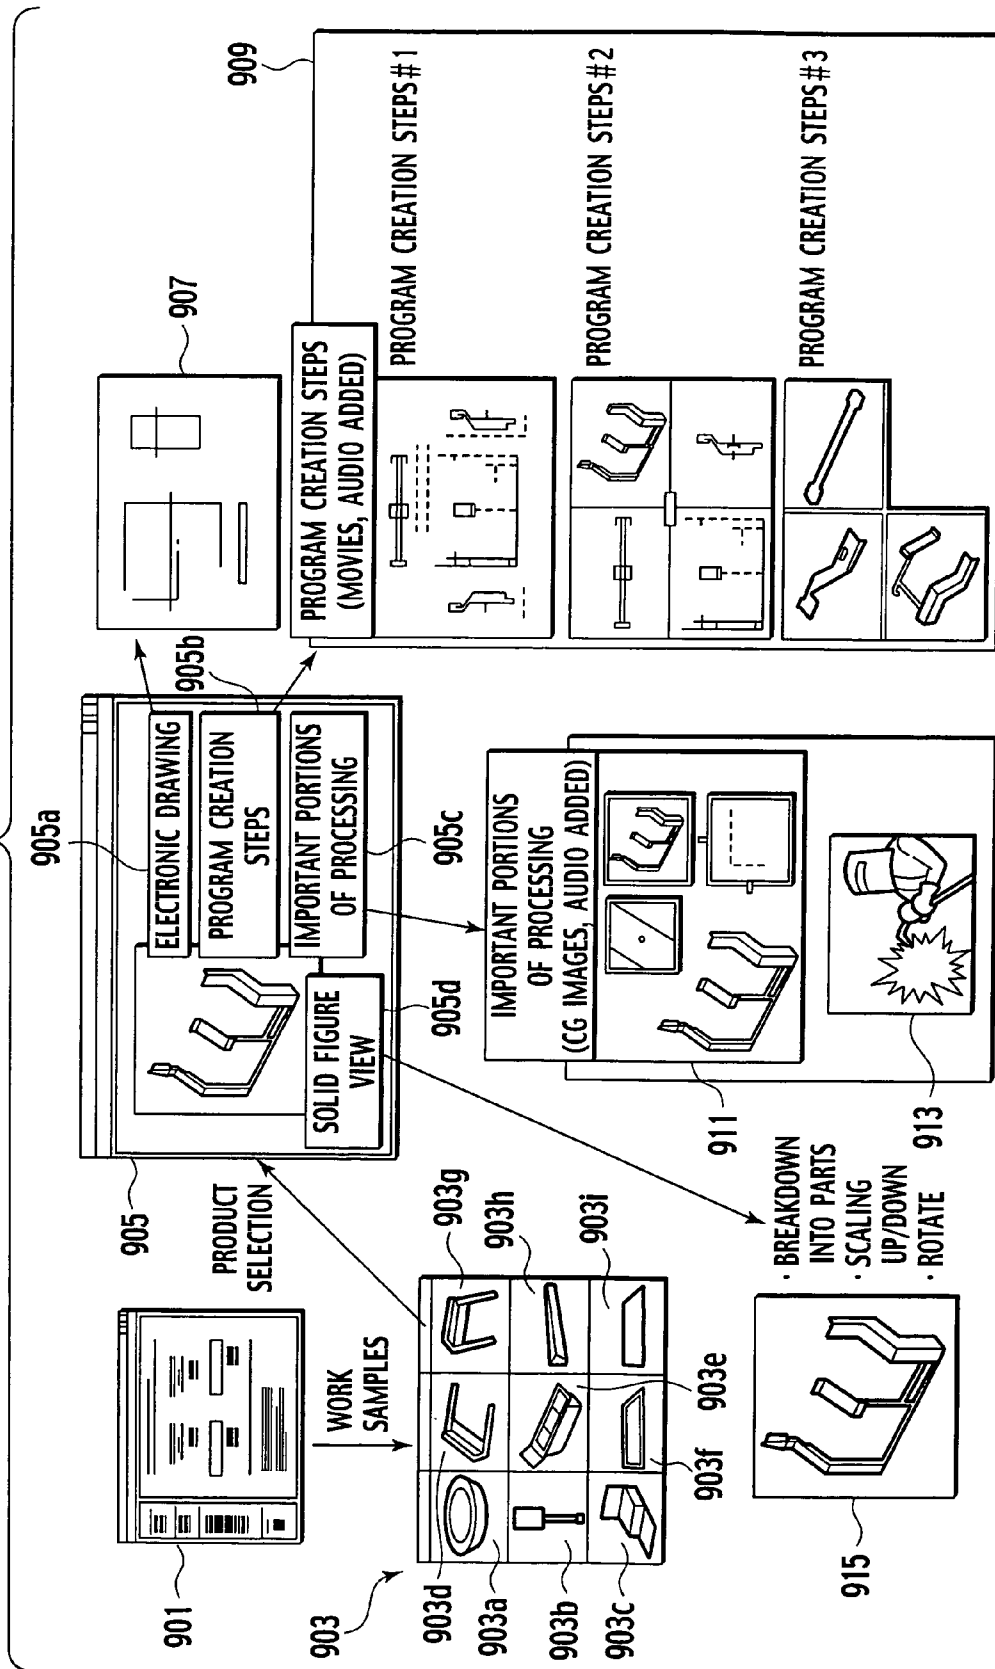 901
WORK
SAMPLES
903
903a
903b
903c
903d
903e
903f
903g
903h
903i
PRODUCT
SELECTION
905
905a
ELECTRONIC DRAWING
905b
PROGRAM CREATION
STEPS
905c
IMPORTANT PORTIONS
OF PROCESSING
905d
SOLID FIGURE
VIEW
907
909
PROGRAM CREATION STEPS
(MOVIES, AUDIO ADDED)
PROGRAM CREATION STEPS#1
PROGRAM CREATION STEPS#2
PROGRAM CREATION STEPS#3
IMPORTANT PORTIONS
OF PROCESSING
(CG IMAGES, AUDIO ADDED)
911
913
915
· BREAKDOWN
INTO PARTS
· SCALING
UP/DOWN
· ROTATE